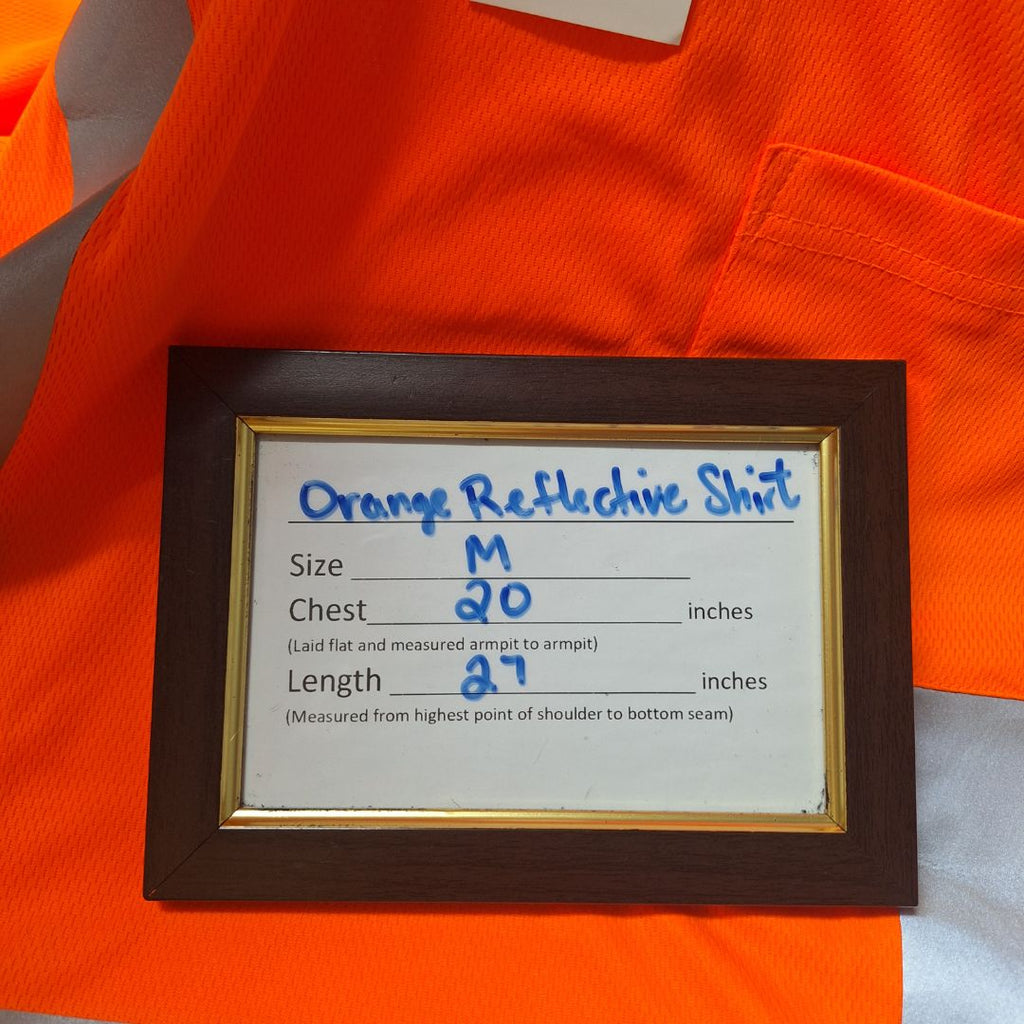 Orange Reflective Shirt
Size M
Chest 20 inches
(Laid flat and measured armpit to armpit)
Length 27 inches
(Measured from highest point of shoulder to bottom seam)